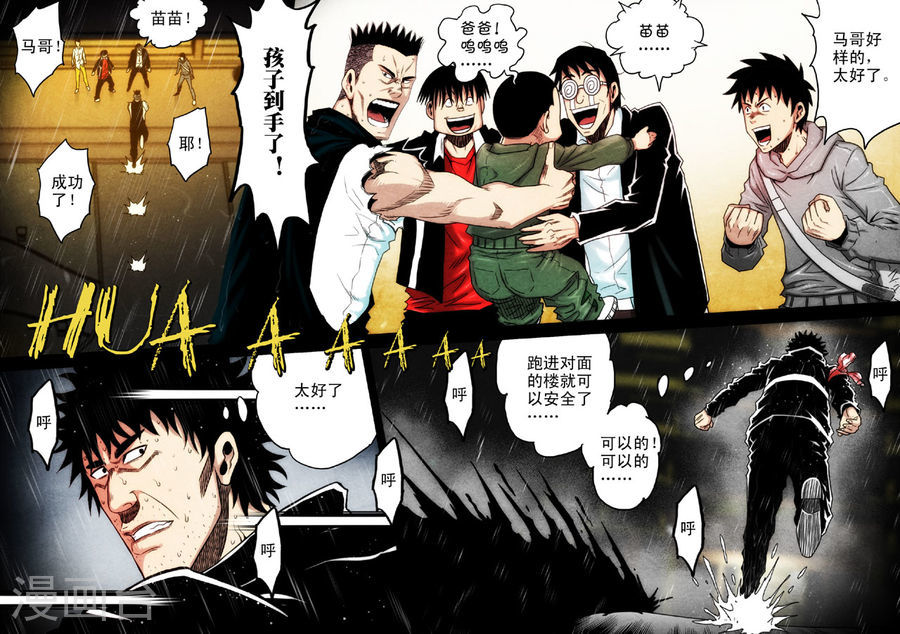 马哥！
苗苗！
耶！
成功
了！
孩子到手了！
爸爸！
呜呜呜
……
苗苗
……
马哥好
样的，
太好了。
HUA A A A A A
呼
太好了
……
呼
呼
呼
跑进对面
的楼就可
以安全了
……
可以的！
可以的
……
呼
呼
呼
漫画台